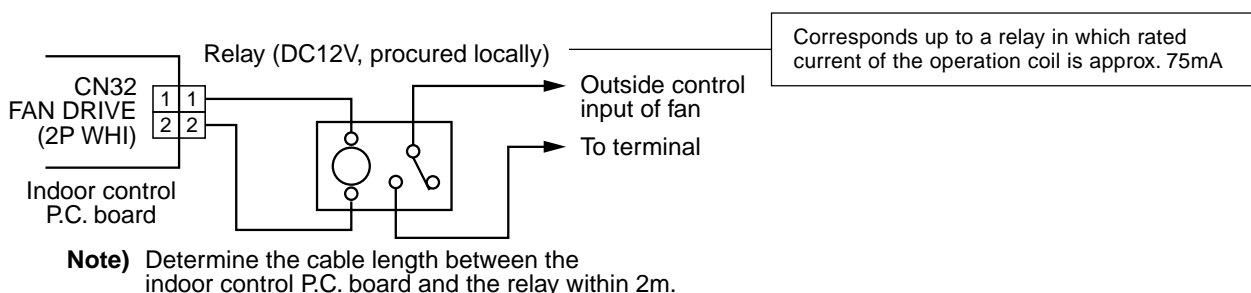 Relay (DC12V, procured locally)
Corresponds up to a relay in which rated
current of the operation coil is approx. 75mA
CN32
FAN DRIVE
(2P WHI)
1 1
2 2
Outside control
input of fan
To terminal
Indoor control
P.C. board
Note) Determine the cable length between the
indoor control P.C. board and the relay within 2m.